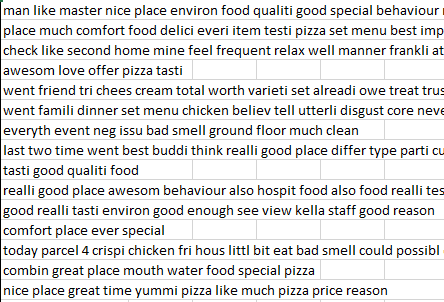 man like master nice place environ food qualiti good special behaviour
place much comfort food delici everi item testi pizza set menu best imp
check like second home mine feel frequent relax well manner frankli at
awesom love offer pizza tasti
went friend tri chees cream total worth varieti set alreadi owe treat trus
went famili dinner set menu chicken believ tell utterli disgust core neve
everyth event neg issu bad smell ground floor much clean
last two time went best buddi think realli good place differ type parti cu
tasti good qualiti food
realli good place awesom behaviour also hospit food also food realli tes
good realli tasti environ good enough see view kella staff good reason
comfort place ever special
today parcel 4 crispi chicken fri hous littl bit eat bad smell could possibl
combin great place mouth water food special pizza
nice place great time yummi pizza like much pizza price reason